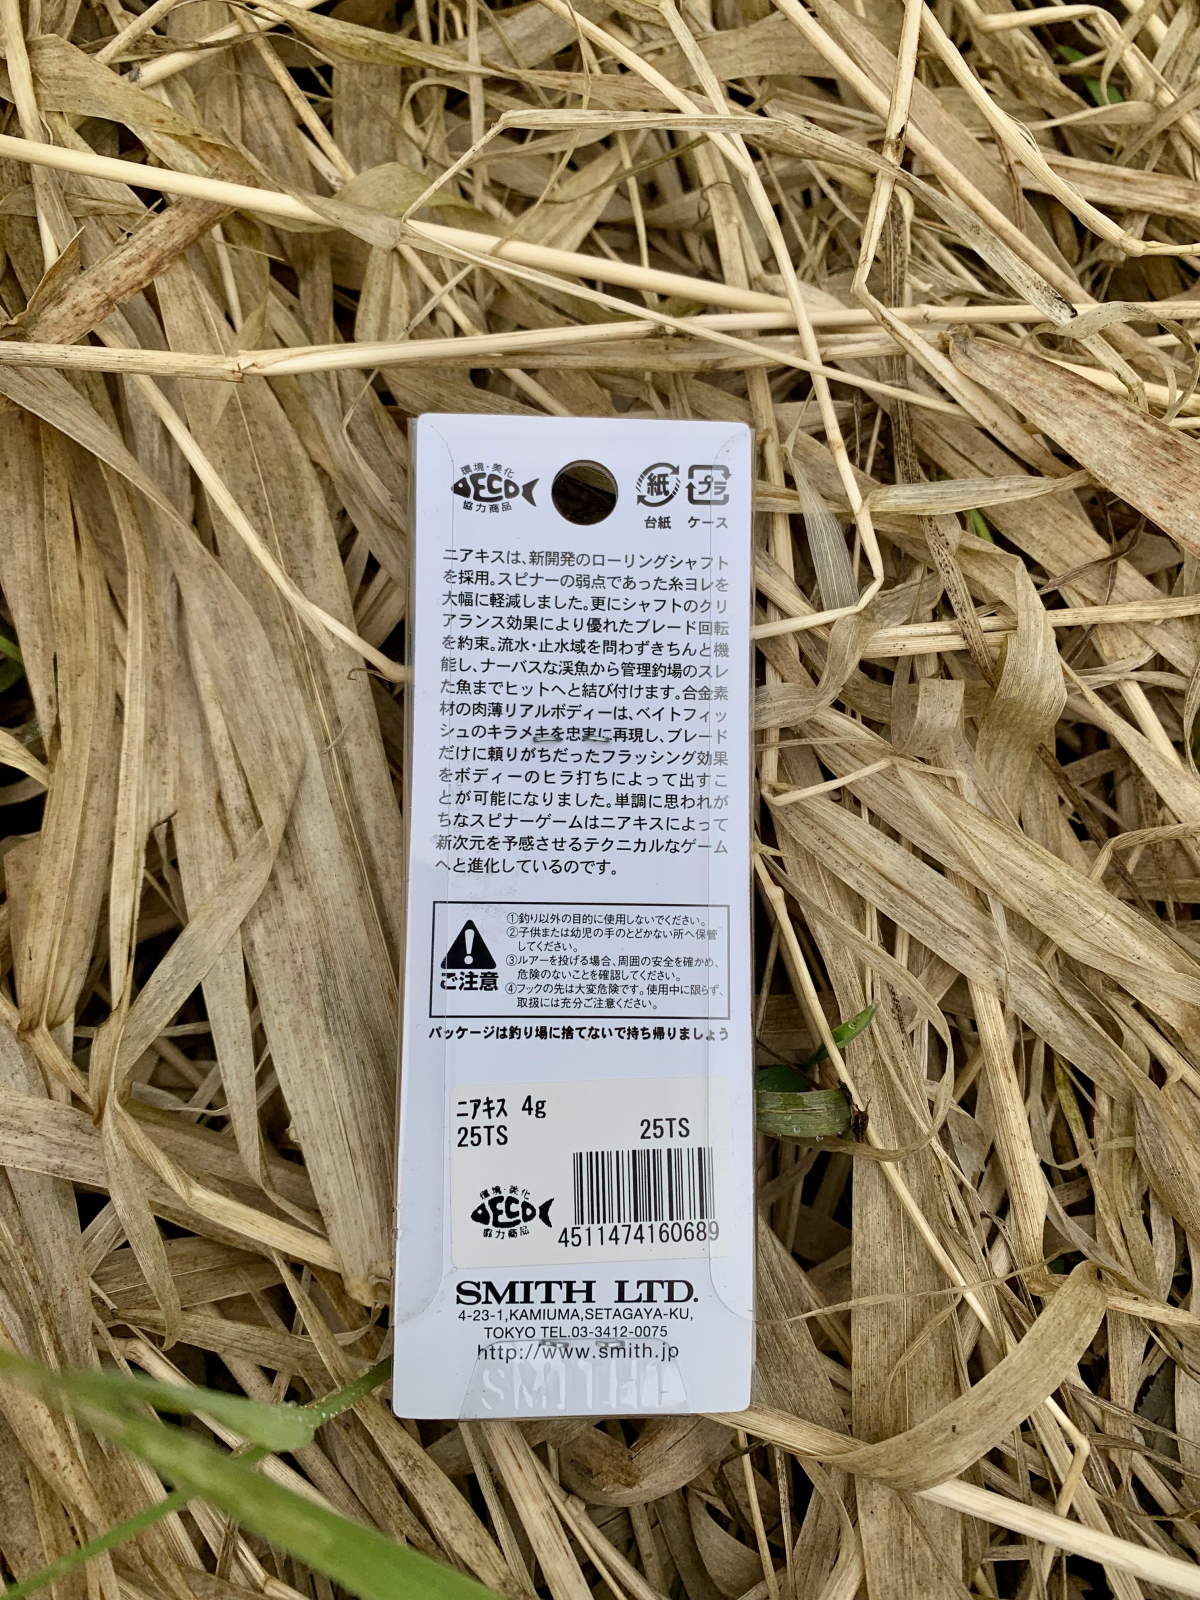 環境・美化
ECO
協力商品
紙
プラ
台紙 ケース
ニアキスは、新開発のローリングシャフト
を採用。スピナーの弱点であった糸ヨレを
大幅に軽減しました。更にシャフトのクリ
アランス効果により優れたブレード回転
を約束。流水・止水域を問わずきちんと機
能し、ナーバスな渓魚から管理釣場のスレ
た魚までヒットへと結び付けます。合金素
材の肉薄リアルボディーは、ベイトフィッ
シュのキラメキを忠実に再現し、ブレード
だけに頼りがちだったフラッシング効果
をボディーのヒラ打ちによって出すこ
とが可能になりました。単調に思われが
ちなスピナーゲームはニアキスによって
新次元を予感させるテクニカルなゲーム
へと進化しているのです。
ご注意
①釣り以外の目的に使用しないでください。
②子供または幼児の手のとどかない所へ保管
してください。
③ルアーを投げる場合、周囲の安全を確かめ、
危険のないことを確認してください。
④フックの先は大変危険です。使用中に限らず、
取扱には充分ご注意ください。
パッケージは釣り場に捨てないで持ち帰りましょう
ニアキス 4g
25TS 25TS
環境・美化
ECO
協力商品
4511474160689
SMITH LTD.
4-23-1,KAMIUMA,SETAGAYA-KU,
TOKYO TEL.03-3412-0075
http://www.smith.jp
SMITH